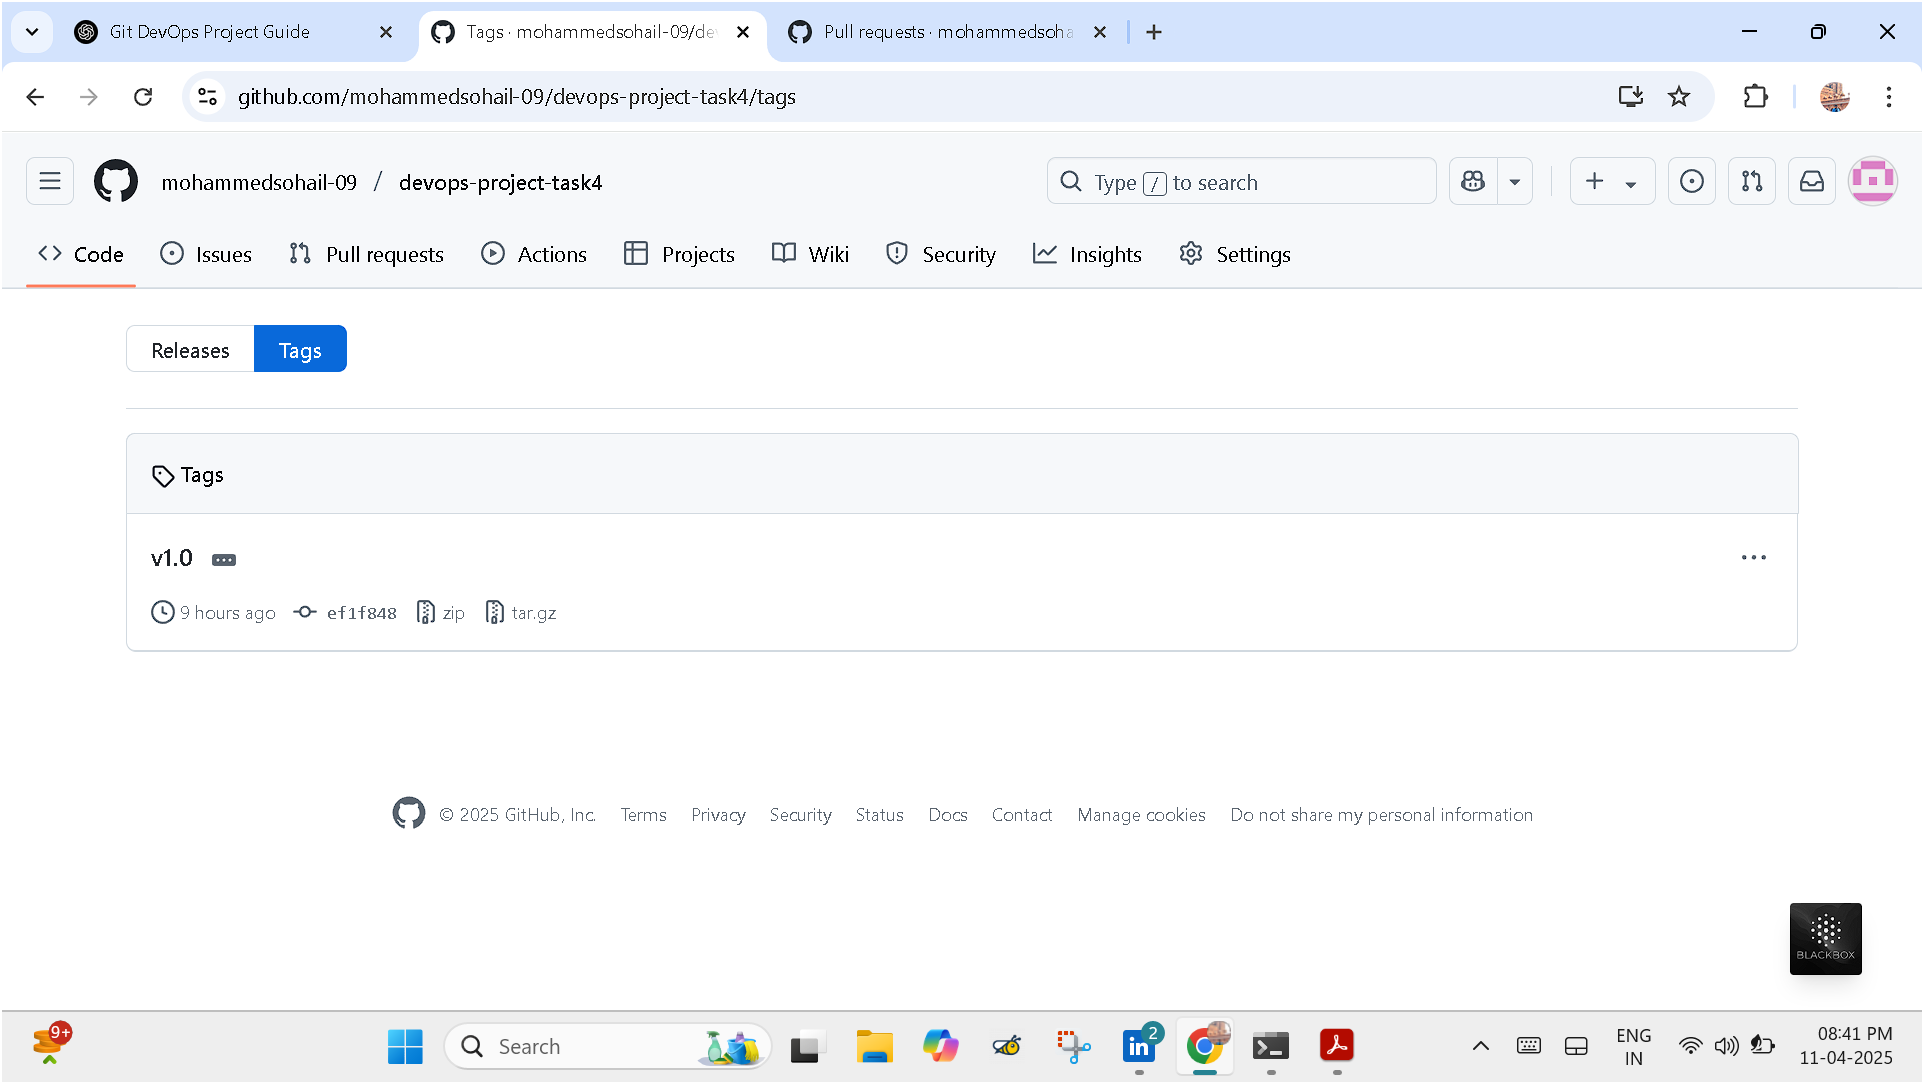 Git DevOps Project Guide
Tags · mohammedsohail-09/de
Pull requests · mohammedsoha
github.com/mohammedsohail-09/devops-project-task4/tags
mohammedsohail-09 / devops-project-task4
Type / to search
Code
Issues
Pull requests
Actions
Projects
Wiki
Security
Insights
Settings
Releases
Tags
Tags
v1.0
9 hours ago
ef1f848
zip
tar.gz
© 2025 GitHub, Inc.
Terms
Privacy
Security
Status
Docs
Contact
Manage cookies
Do not share my personal information
BLACKBOX
9+
Search
in
2
ENG
IN
08:41 PM
11-04-2025